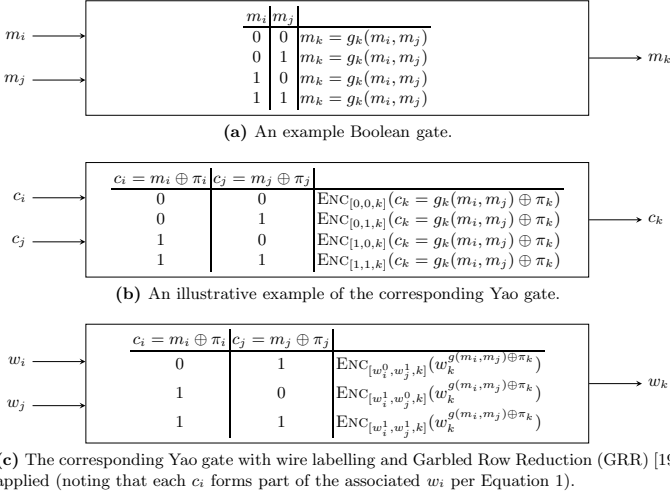 m_i m_j
m_i 0 0 m_k = g_k(m_i, m_j)
0 1 m_k = g_k(m_i, m_j) m_k
m_j 1 0 m_k = g_k(m_i, m_j)
1 1 m_k = g_k(m_i, m_j)
(a) An example Boolean gate.
c_i = m_i ⊕ π_i c_j = m_j ⊕ π_j
c_i 0 0 ENC_[0,0,k](c_k = g_k(m_i, m_j) ⊕ π_k)
0 1 ENC_[0,1,k](c_k = g_k(m_i, m_j) ⊕ π_k) c_k
c_j 1 0 ENC_[1,0,k](c_k = g_k(m_i, m_j) ⊕ π_k)
1 1 ENC_[1,1,k](c_k = g_k(m_i, m_j) ⊕ π_k)
(b) An illustrative example of the corresponding Yao gate.
c_i = m_i ⊕ π_i c_j = m_j ⊕ π_j
w_i 0 1 ENC_[w_i^0,w_j^1,k](w_k^{g(m_i,m_j)⊕π_k})
1 0 ENC_[w_i^1,w_j^0,k](w_k^{g(m_i,m_j)⊕π_k}) w_k
w_j 1 1 ENC_[w_i^1,w_j^1,k](w_k^{g(m_i,m_j)⊕π_k})
(c) The corresponding Yao gate with wire labelling and Garbled Row Reduction (GRR) [19
applied (noting that each c_i forms part of the associated w_i per Equation 1).